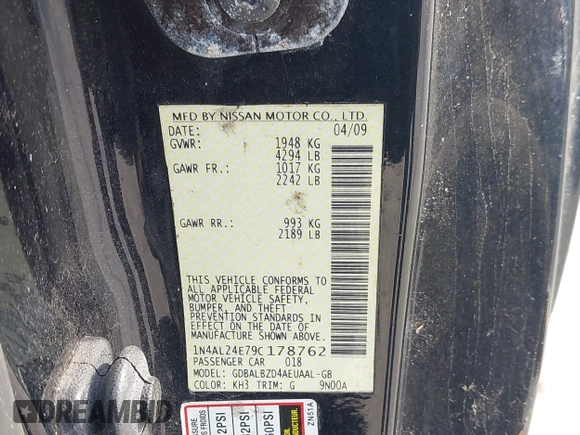 MFD BY NISSAN MOTOR CO., LTD.
DATE: 04/09
GVWR: 1948 KG
4294 LB
GAWR FR.: 1017 KG
2242 LB
GAWR RR.: 993 KG
2189 LB
THIS VEHICLE CONFORMS TO
ALL APPLICABLE FEDERAL
MOTOR VEHICLE SAFETY,
BUMPER, AND THEFT
PREVENTION STANDARDS IN
EFFECT ON THE DATE OF
MANUFACTURE SHOWN ABOVE.
1N4AL24E79C178762
PASSENGER CAR 018
MODEL: GDBALBZD4AEUAAL-GB
COLOR: KH3 TRIM: G 9N00A
ZN51A
BIDFAX.INFO